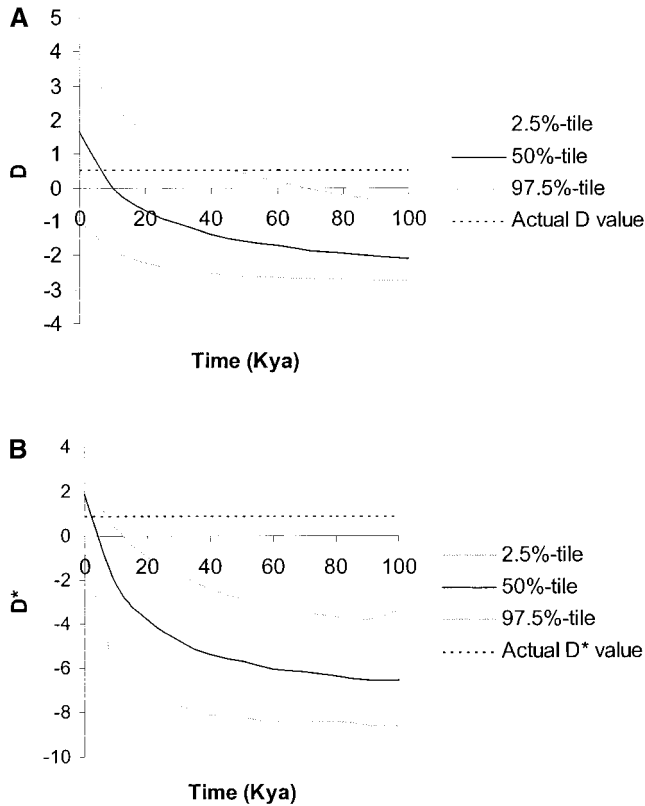 A
5
4
3
2
1
0
-1
-2
-3
-4
D
0 20 40 60 80 100
Time (Kya)
2.5%-tile
50%-tile
97.5%-tile
Actual D value
B
4
2
0
-2
-4
-6
-8
-10
D*
0 20 40 60 80 100
Time (Kya)
2.5%-tile
50%-tile
97.5%-tile
Actual D* value